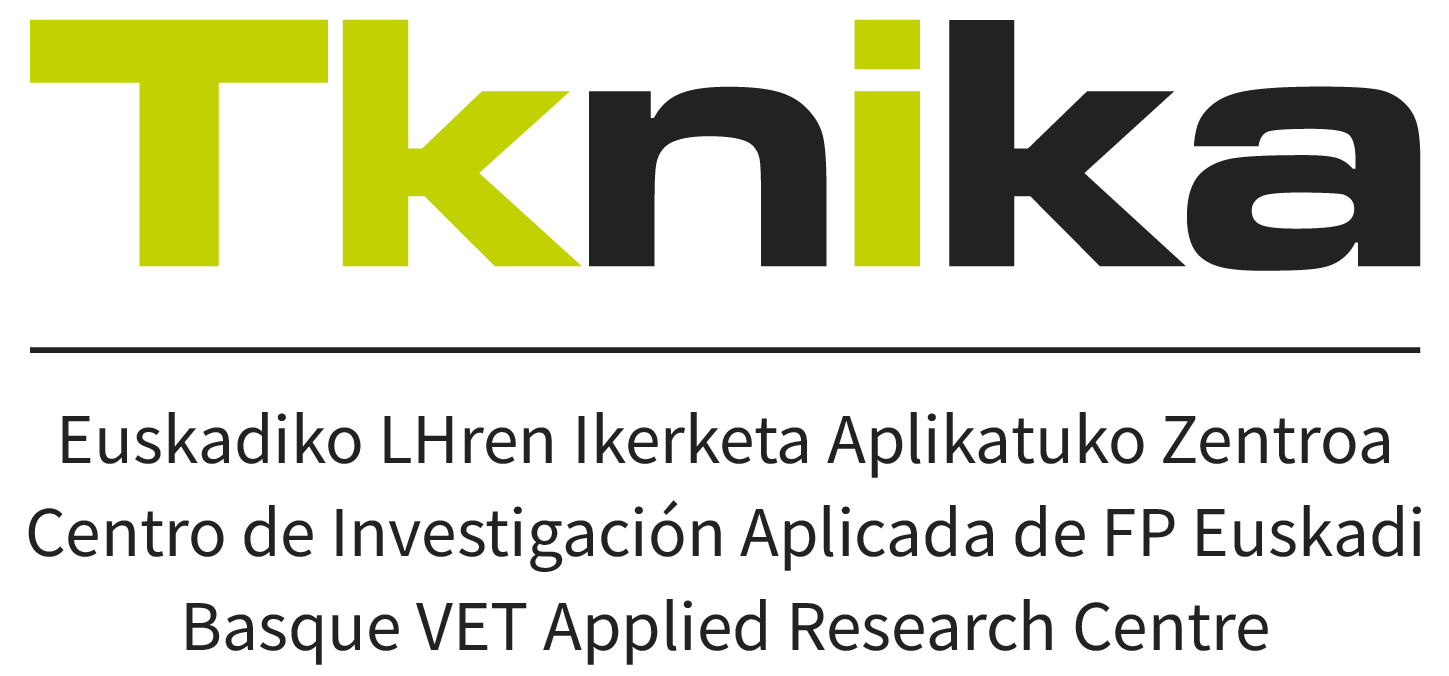 Tknika
Euskadiko LHren Ikerketa Aplikatuko Zentroa
Centro de Investigación Aplicada de FP Euskadi
Basque VET Applied Research Centre